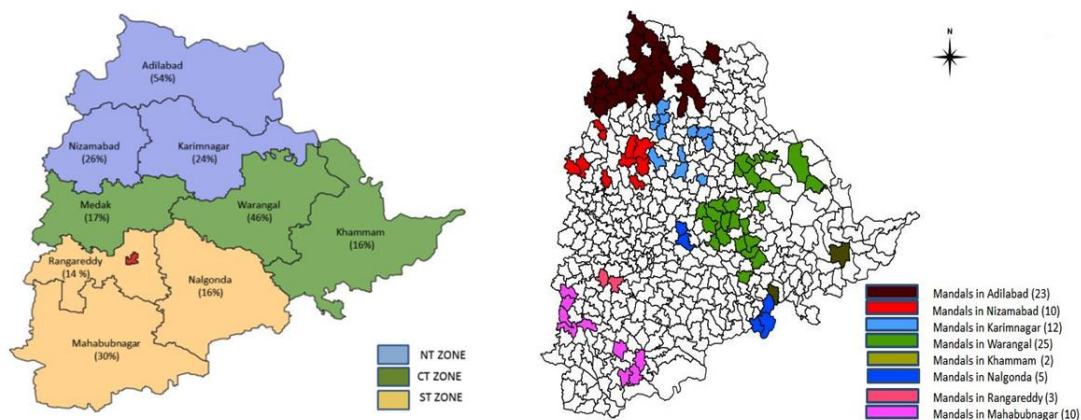 Adilabad
(54%)
Nizamabad
(26%)
Karimnagar
(24%)
Medak
(17%)
Warangal
(46%)
Khammam
(16%)
Rangareddy
(14 %)
Nalgonda
(16%)
Mahabubnagar
(30%)
NT ZONE
CT ZONE
ST ZONE
N
Mandals in Adilabad (23)
Mandals in Nizamabad (10)
Mandals in Karimnagar (12)
Mandals in Warangal (25)
Mandals in Khammam (2)
Mandals in Nalgonda (5)
Mandals in Rangareddy (3)
Mandals in Mahabubnagar (10)